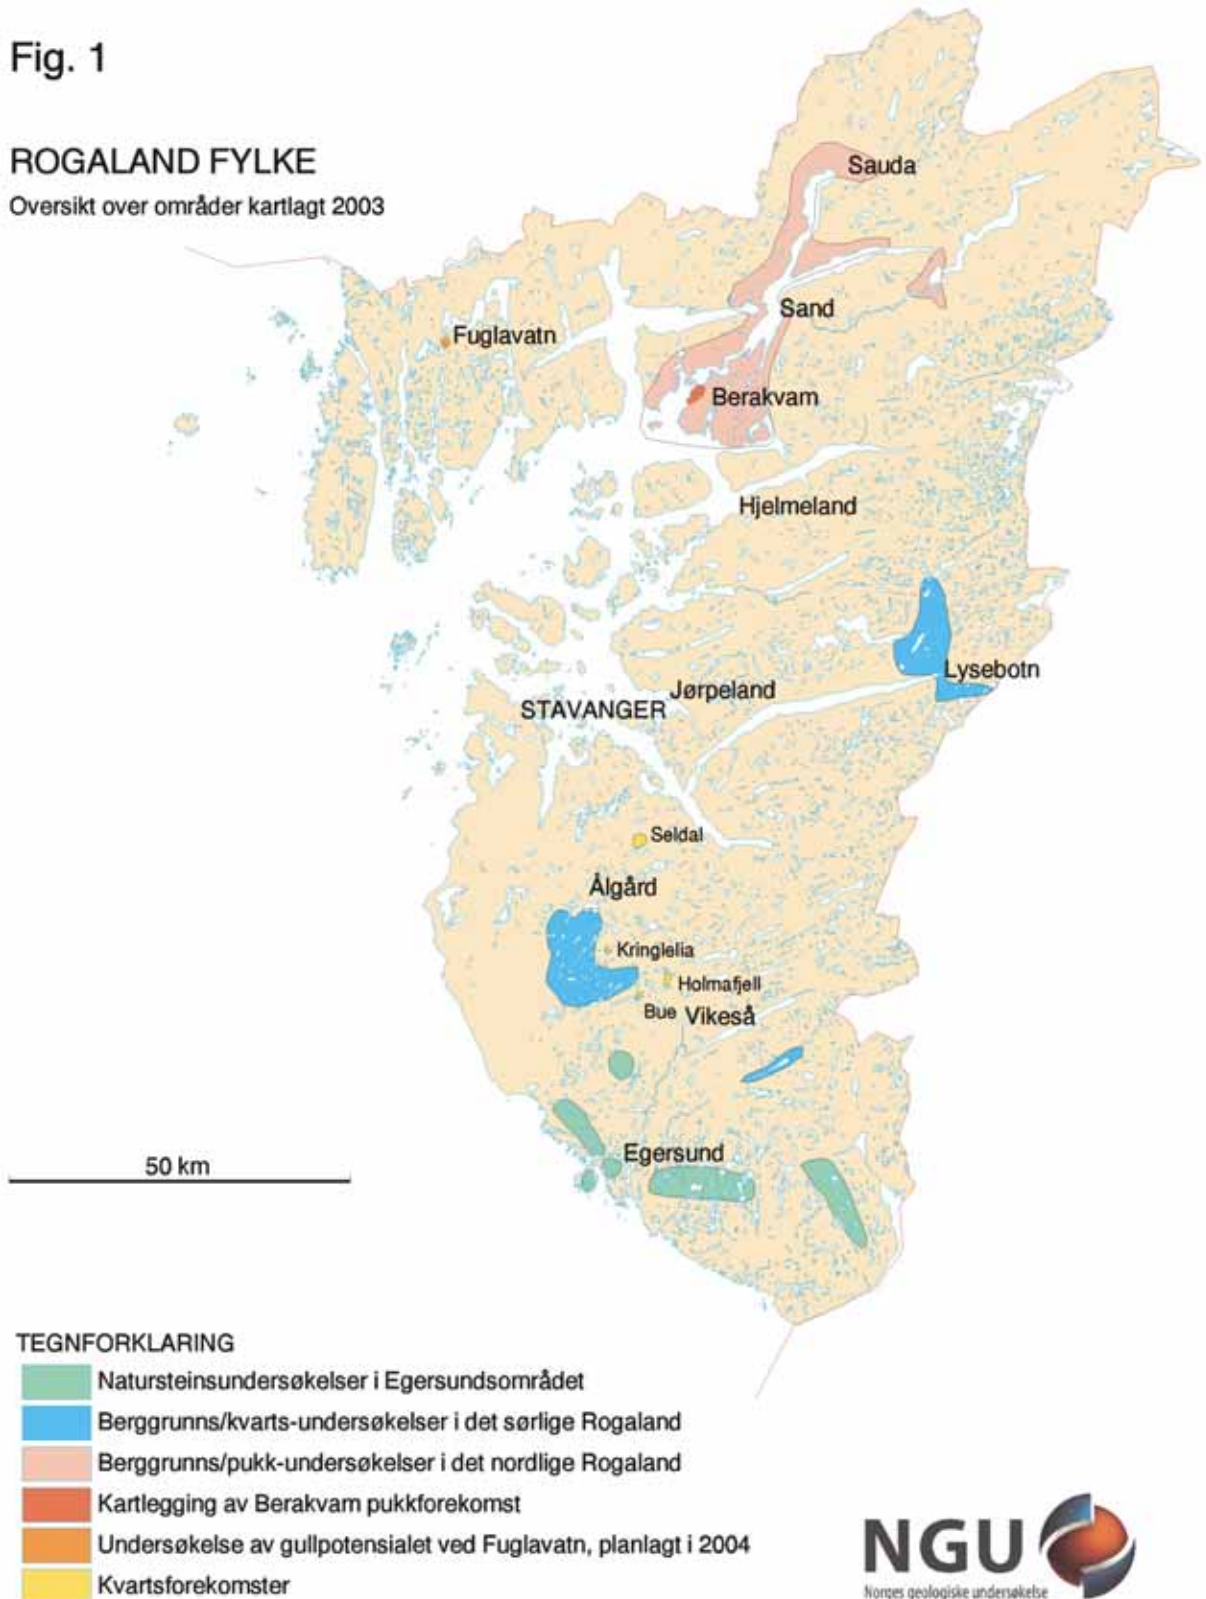 Fig. 1
ROGALAND FYLKE
Oversikt over områder kartlagt 2003
Sauda
Sand
Fuglavatn
Berakvam
Hjelmeland
Lysebotn
Jørpeland
STAVANGER
Seldal
Ålgård
Kringlelia
Holmafjell
Bue
Vikeså
Egersund
50 km
TEGNFORKLARING
Natursteinsundersøkelser i Egersundsområdet
Berggrunns/kvarts-undersøkelser i det sørlige Rogaland
Berggrunns/pukk-undersøkelser i det nordlige Rogaland
Kartlegging av Berakvam pukkforekomst
Undersøkelse av gullpotensialet ved Fuglavatn, planlagt i 2004
Kvartsforekomster
NGU
Norges geologiske undersøkelse